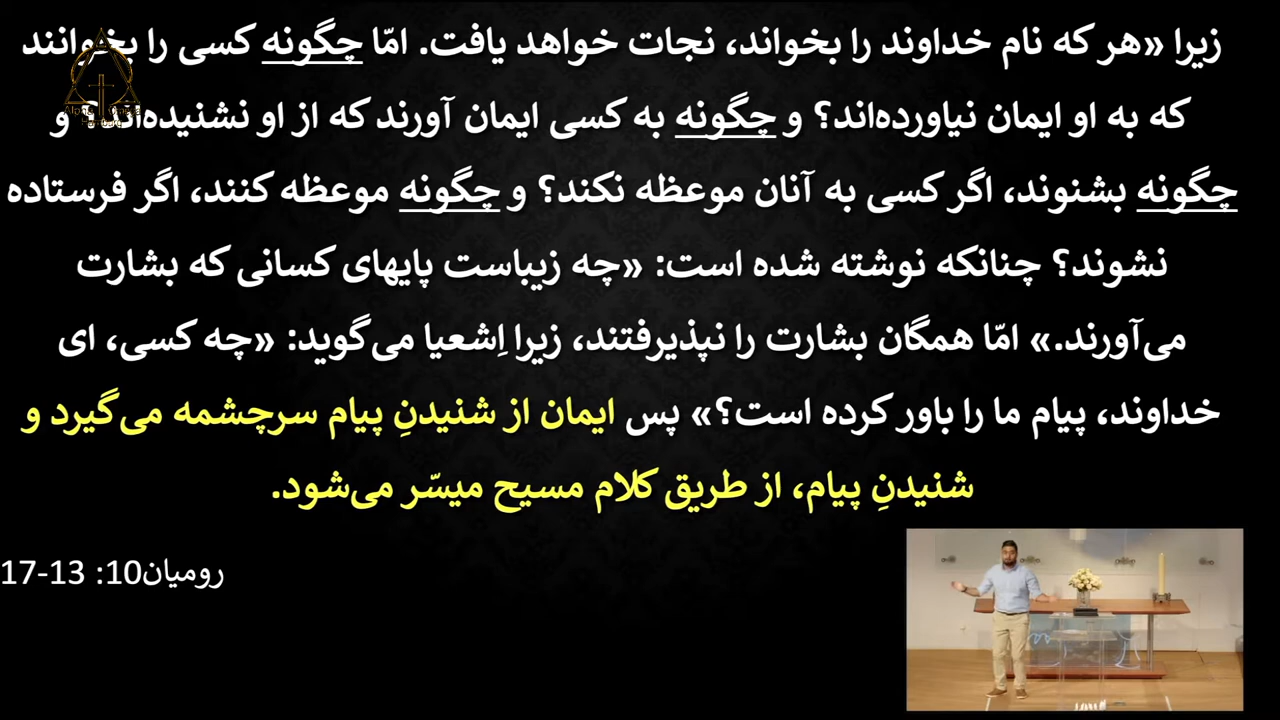 زیرا «هر که نام خداوند را بخواند، نجات خواهد یافت. امّا چگونه کسی را بخوانند
که به او ایمان نیاورده‌اند؟ و چگونه به کسی ایمان آورند که از او نشنیده‌اند؟ و
چگونه بشنوند، اگر کسی به آنان موعظه نکند؟ و چگونه موعظه کنند، اگر فرستاده
نشوند؟ چنانکه نوشته شده است: «چه زیباست پایهای کسانی که بشارت
می‌آورند.» امّا همگان بشارت را نپذیرفتند، زیرا اِشعیا می‌گوید: «چه کسی، ای
خداوند، پیام ما را باور کرده است؟» پس ایمان از شنیدنِ پیام سرچشمه می‌گیرد و
شنیدنِ پیام، از طریق کلام مسیح میسّر می‌شود.
رومیان10: 13-17